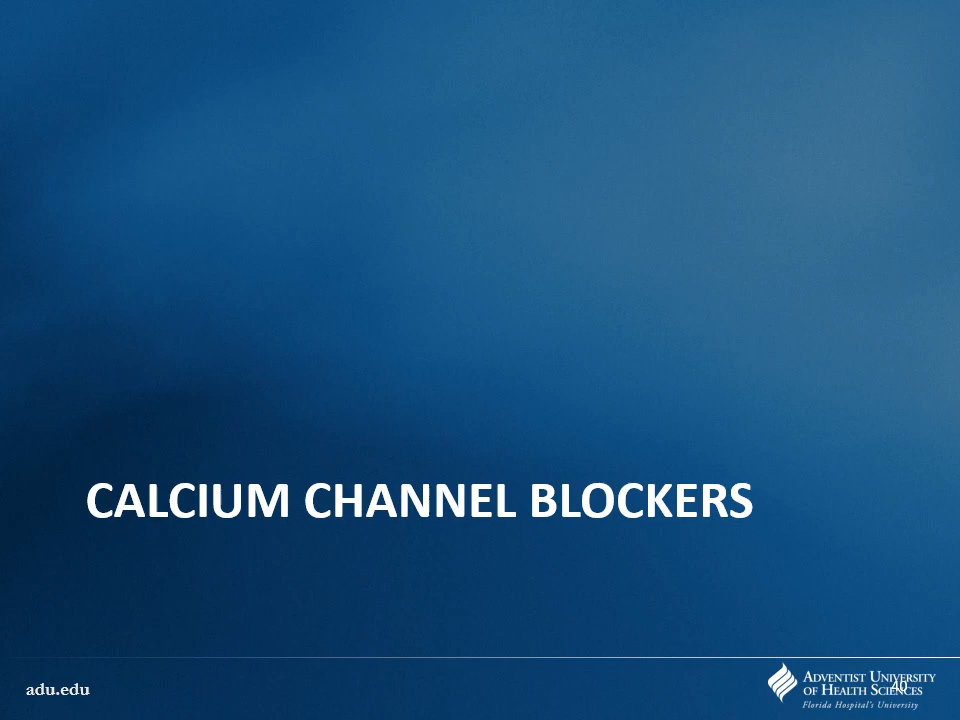 CALCIUM CHANNEL BLOCKERS
adu.edu
ADVENTIST UNIVERSITY
OF HEALTH SCIENCES
Florida Hospital's University
40